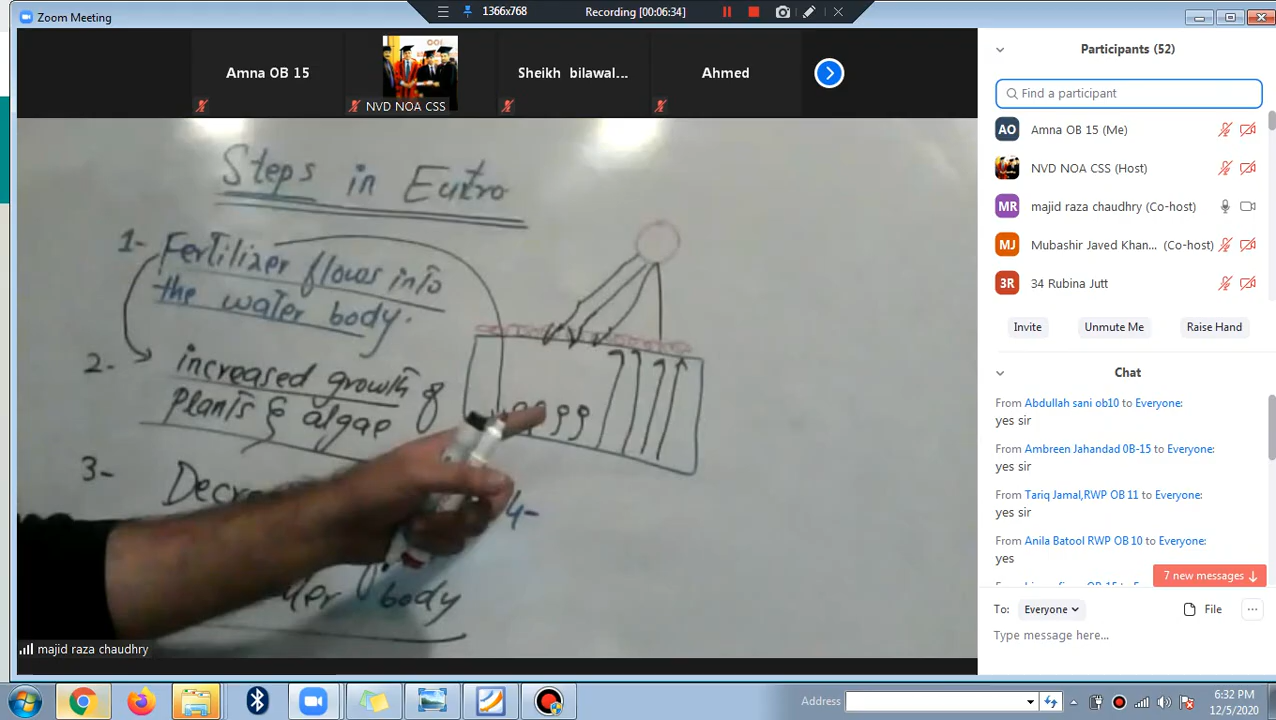 Zoom Meeting
1366x768
Recording [00:06:34]
Amna OB 15
NVD NOA CSS
Sheikh bilawal...
Ahmed
Steps in Eutro
1- Fertilizer flows into
the water body.
2- increased growth of
Plants & algae
3-
4-
body
majid raza chaudhry
Participants (52)
Find a participant
AO Amna OB 15 (Me)
NVD NOA CSS (Host)
MR majid raza chaudhry (Co-host)
MJ Mubashir Javed Khan... (Co-host)
3R 34 Rubina Jutt
Invite
Unmute Me
Raise Hand
Chat
From Abdullah sani ob10 to Everyone:
yes sir
From Ambreen Jahandad 0B-15 to Everyone:
yes sir
From Tariq Jamal,RWP OB 11 to Everyone:
yes sir
From Anila Batool RWP OB 10 to Everyone:
yes
7 new messages
To: Everyone
File
Type message here...
Address
6:32 PM
12/5/2020